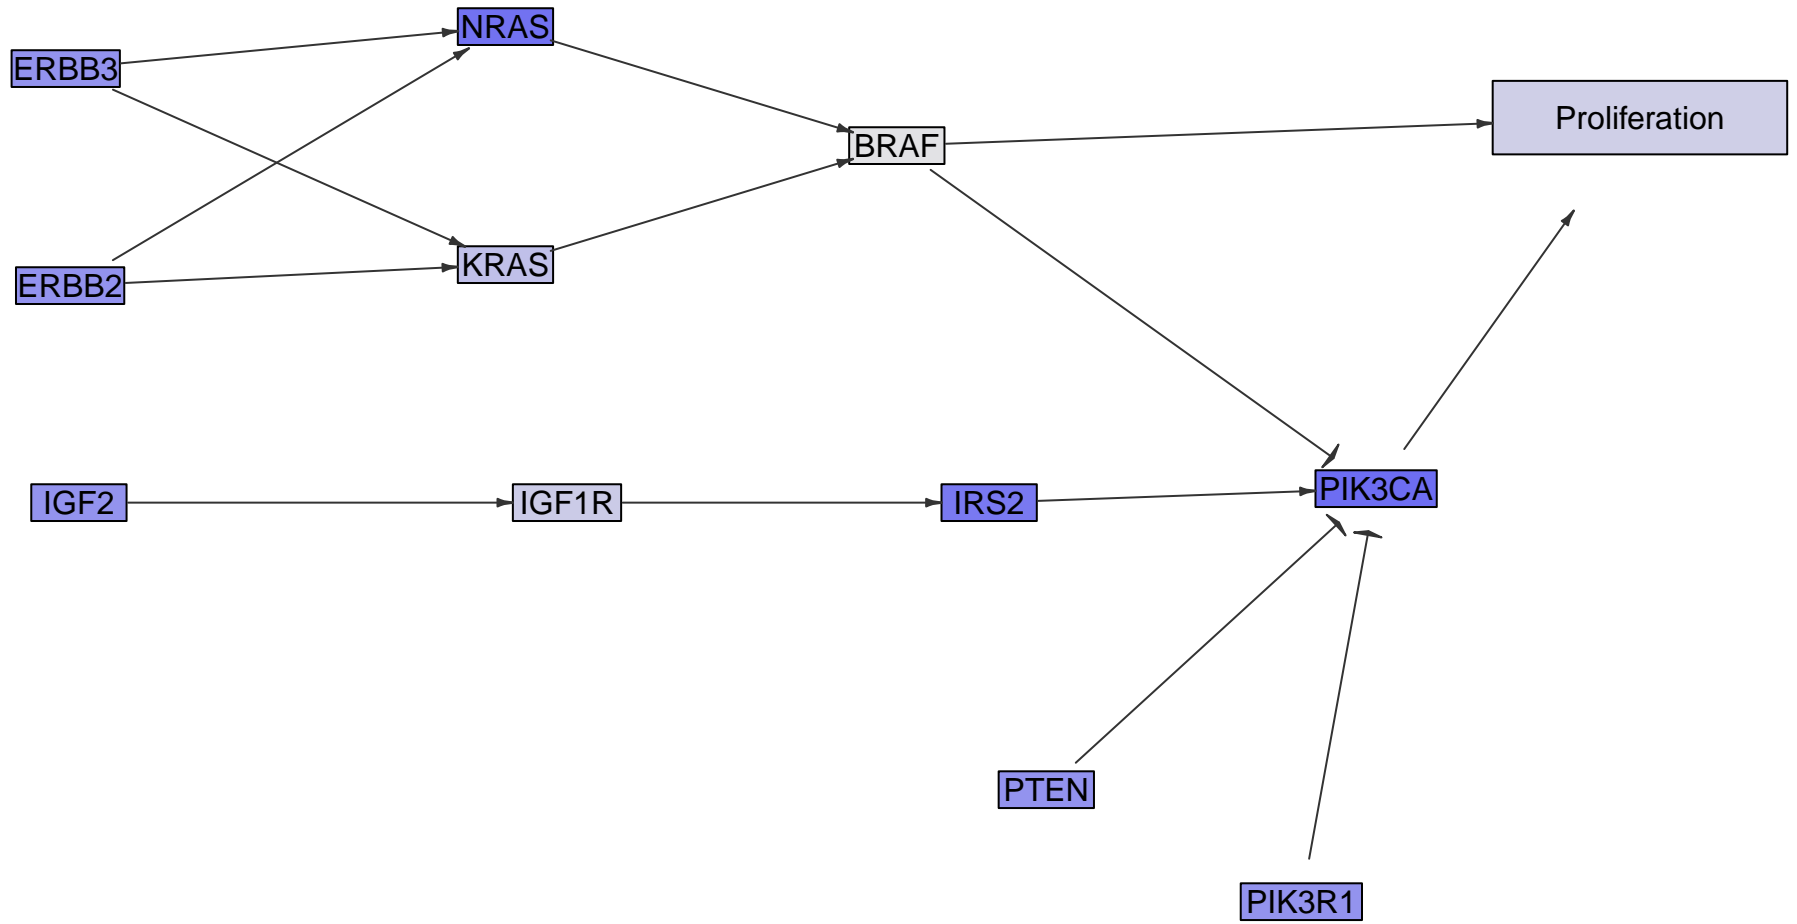 NRAS
ERBB3
Proliferation
BRAF
KRAS
ERBB2
IGF2
IGF1R
IRS2
PIK3CA
PTEN
PIK3R1